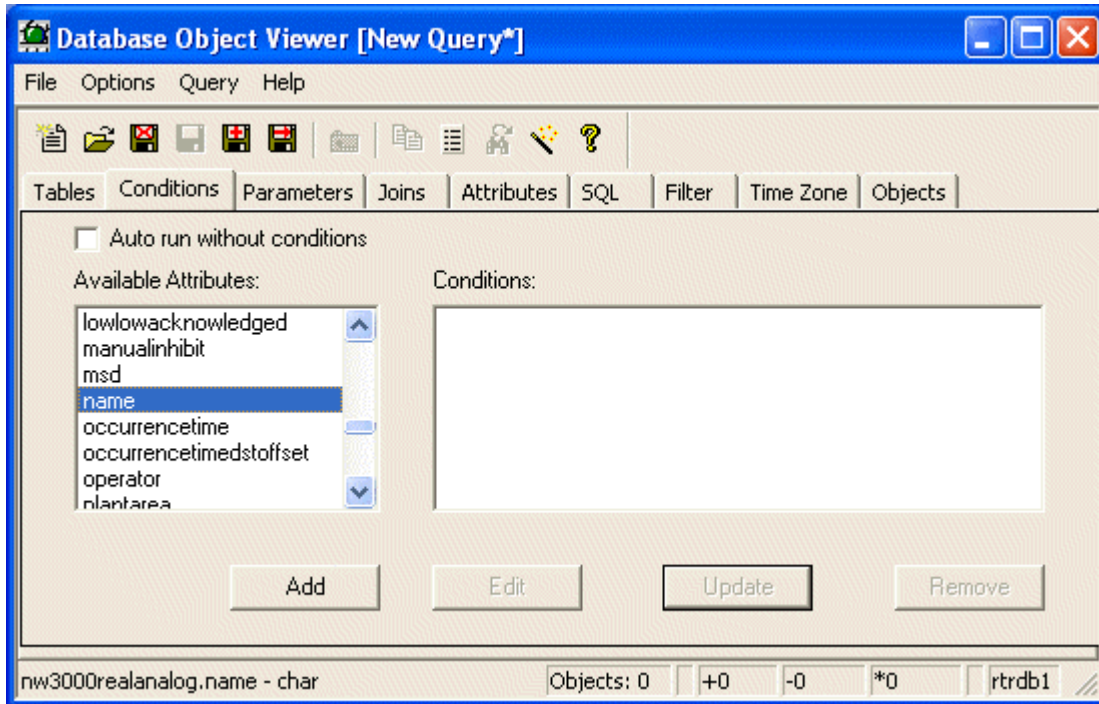 Database Object Viewer [New Query*]
File Options Query Help
Tables Conditions Parameters Joins Attributes SQL Filter Time Zone Objects
Auto run without conditions
Available Attributes: Conditions:
lowlowacknowledged
manualinhibit
msd
name
occurrencetime
occurrencetimedstoffset
operator
plantarea
Add Edit Update Remove
nw3000realanalog.name - char Objects: 0 +0 -0 *0 rtrdb1